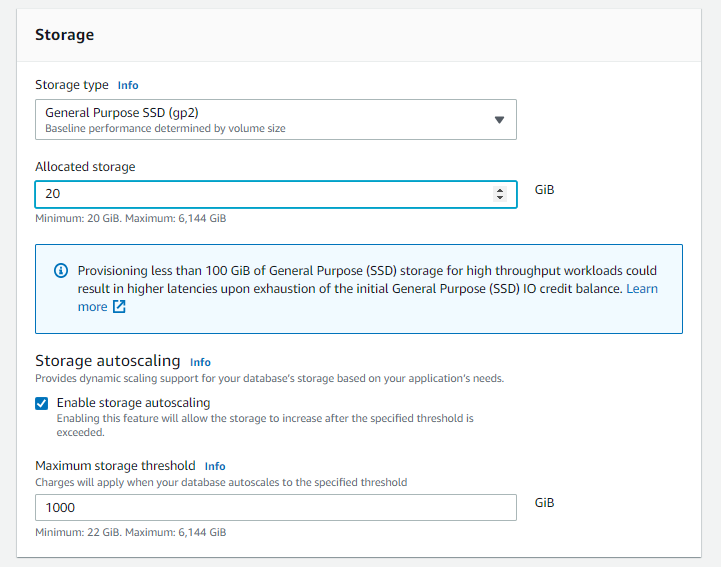 Storage
Storage type Info
General Purpose SSD (gp2)
Baseline performance determined by volume size
Allocated storage
20 GiB
Minimum: 20 GiB. Maximum: 6,144 GiB
Provisioning less than 100 GiB of General Purpose (SSD) storage for high throughput workloads could
result in higher latencies upon exhaustion of the initial General Purpose (SSD) IO credit balance. Learn
more
Storage autoscaling Info
Provides dynamic scaling support for your database's storage based on your application's needs.
Enable storage autoscaling
Enabling this feature will allow the storage to increase after the specified threshold is
exceeded.
Maximum storage threshold Info
Charges will apply when your database autoscales to the specified threshold
1000 GiB
Minimum: 22 GiB. Maximum: 6,144 GiB